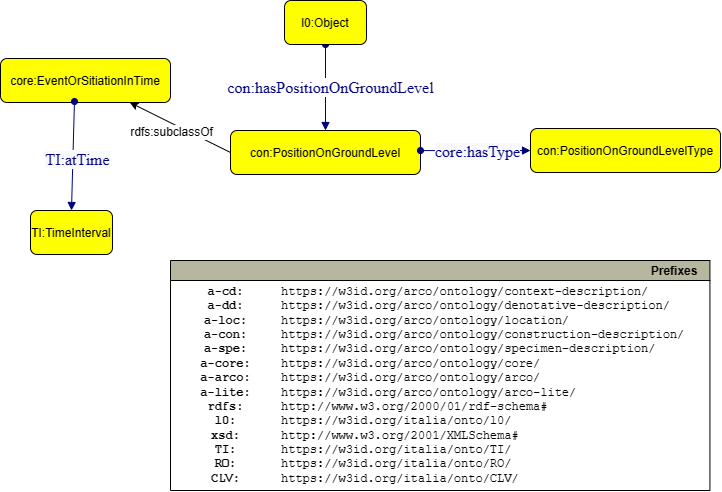 l0:Object
core:EventOrSitiationInTime
con:hasPositionOnGroundLevel
rdfs:subclassOf
con:PositionOnGroundLevel
core:hasType
con:PositionOnGroundLevelType
TI:atTime
TI:TimeInterval
Prefixes
a-cd: https://w3id.org/arco/ontology/context-description/
a-dd: https://w3id.org/arco/ontology/denotative-description/
a-loc: https://w3id.org/arco/ontology/location/
a-con: https://w3id.org/arco/ontology/construction-description/
a-spe: https://w3id.org/arco/ontology/specimen-description/
a-core: https://w3id.org/arco/ontology/core/
a-arco: https://w3id.org/arco/ontology/arco/
a-lite: https://w3id.org/arco/ontology/arco-lite/
rdfs: http://www.w3.org/2000/01/rdf-schema#
l0: https://w3id.org/italia/onto/l0/
xsd: http://www.w3.org/2001/XMLSchema#
TI: https://w3id.org/italia/onto/TI/
RO: https://w3id.org/italia/onto/RO/
CLV: https://w3id.org/italia/onto/CLV/